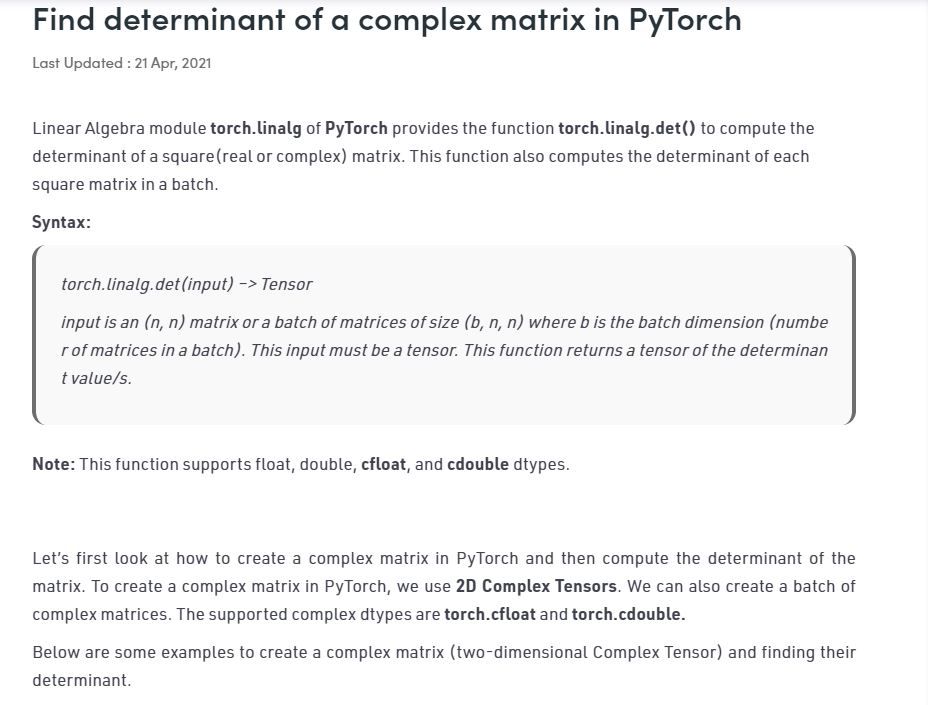 Find determinant of a complex matrix in PyTorch
Last Updated : 21 Apr, 2021
Linear Algebra module torch.linalg of PyTorch provides the function torch.linalg.det() to compute the
determinant of a square(real or complex) matrix. This function also computes the determinant of each
square matrix in a batch.
Syntax:
torch.linalg.det(input) −> Tensor
input is an (n, n) matrix or a batch of matrices of size (b, n, n) where b is the batch dimension (numbe
r of matrices in a batch). This input must be a tensor. This function returns a tensor of the determinan
t value/s.
Note: This function supports float, double, cfloat, and cdouble dtypes.
Let’s first look at how to create a complex matrix in PyTorch and then compute the determinant of the
matrix. To create a complex matrix in PyTorch, we use 2D Complex Tensors. We can also create a batch of
complex matrices. The supported complex dtypes are torch.cfloat and torch.cdouble.
Below are some examples to create a complex matrix (two-dimensional Complex Tensor) and finding their
determinant.